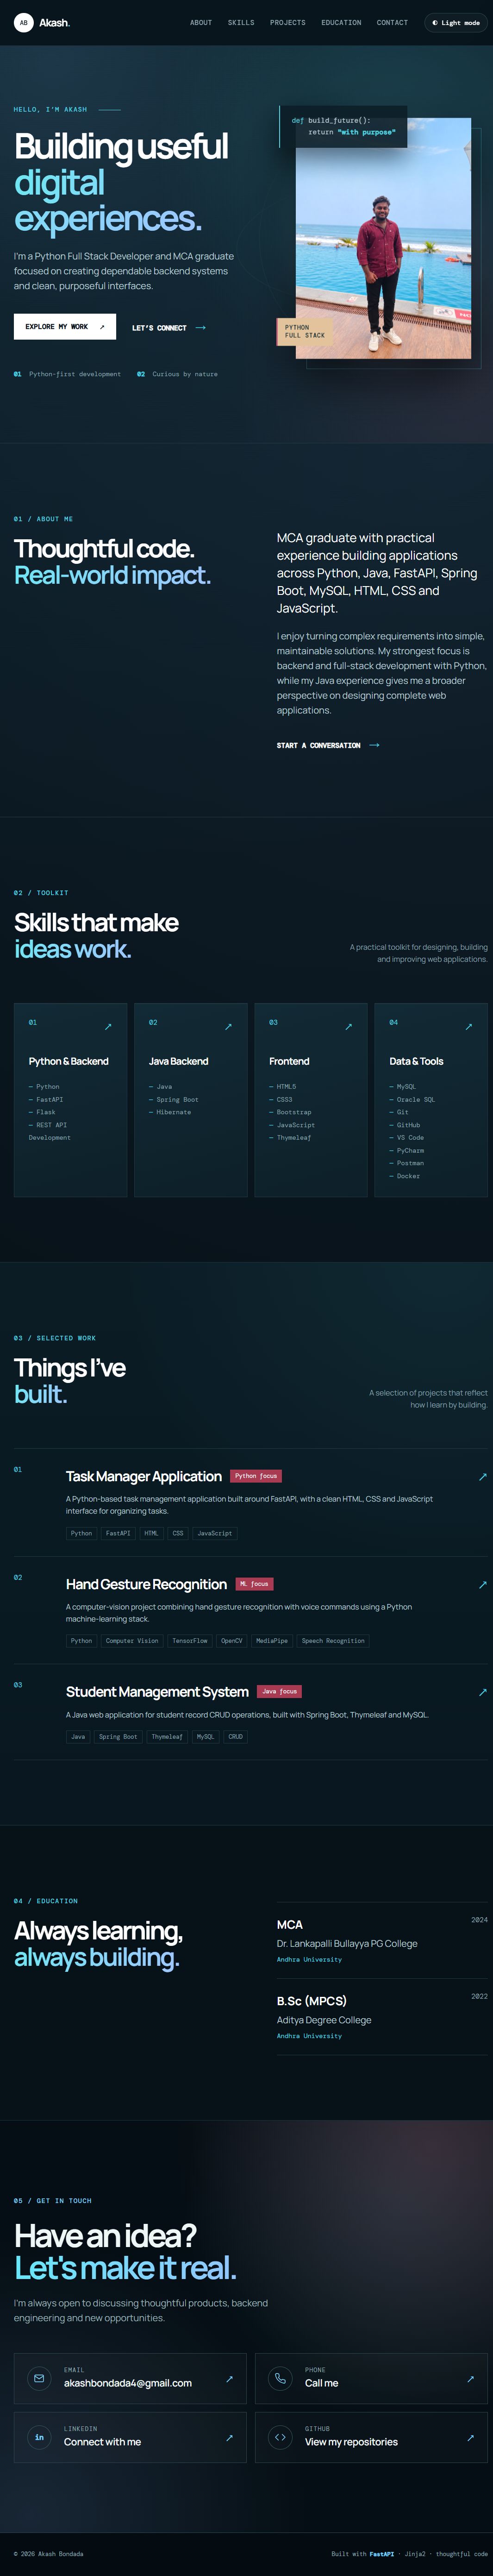 AB Akash.
ABOUT SKILLS PROJECTS EDUCATION CONTACT Light mode
HELLO, I'M AKASH
Building useful
digital
experiences.
I'm a Python Full Stack Developer and MCA graduate
focused on creating dependable backend systems
and clean, purposeful interfaces.
EXPLORE MY WORK ↗ LET'S CONNECT →
01 Python-first development 02 Curious by nature
def build_future():
return "with purpose"
PYTHON
FULL STACK
01 / ABOUT ME
Thoughtful code.
Real-world impact.
MCA graduate with practical
experience building applications
across Python, Java, FastAPI, Spring
Boot, MySQL, HTML, CSS and
JavaScript.
I enjoy turning complex requirements into simple,
maintainable solutions. My strongest focus is
backend and full-stack development with Python,
while my Java experience gives me a broader
perspective on designing complete web
applications.
START A CONVERSATION →
02 / TOOLKIT
Skills that make
ideas work.
A practical toolkit for designing, building
and improving web applications.
01 ↗
Python & Backend
— Python
— FastAPI
— Flask
— REST API
Development
02 ↗
Java Backend
— Java
— Spring Boot
— Hibernate
03 ↗
Frontend
— HTML5
— CSS3
— Bootstrap
— JavaScript
— Thymeleaf
04 ↗
Data & Tools
— MySQL
— Oracle SQL
— Git
— GitHub
— VS Code
— PyCharm
— Postman
— Docker
03 / SELECTED WORK
Things I've
built.
A selection of projects that reflect
how I learn by building.
01
Task Manager Application Python focus ↗
A Python-based task management application built around FastAPI, with a clean HTML, CSS and JavaScript
interface for organizing tasks.
Python FastAPI HTML CSS JavaScript
02
Hand Gesture Recognition ML focus ↗
A computer-vision project combining hand gesture recognition with voice commands using a Python
machine-learning stack.
Python Computer Vision TensorFlow OpenCV MediaPipe Speech Recognition
03
Student Management System Java focus ↗
A Java web application for student record CRUD operations, built with Spring Boot, Thymeleaf and MySQL.
Java Spring Boot Thymeleaf MySQL CRUD
04 / EDUCATION
Always learning,
always building.
MCA 2024
Dr. Lankapalli Bullayya PG College
Andhra University
B.Sc (MPCS) 2022
Aditya Degree College
Andhra University
05 / GET IN TOUCH
Have an idea?
Let's make it real.
I'm always open to discussing thoughtful products, backend
engineering and new opportunities.
EMAIL
akashbondada4@gmail.com ↗
PHONE
Call me ↗
in
LINKEDIN
Connect with me ↗
GITHUB
View my repositories ↗
© 2026 Akash Bondada
Built with FastAPI · Jinja2 · thoughtful code